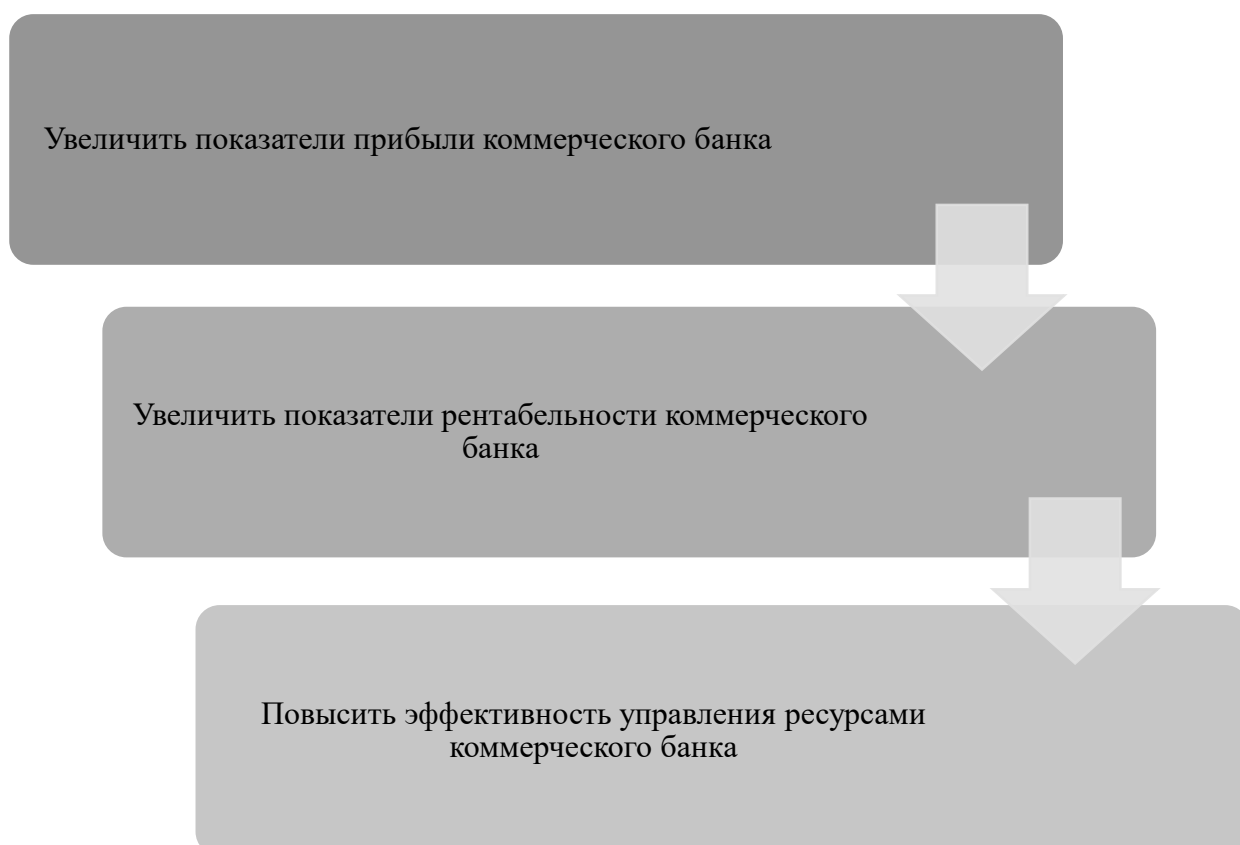 Увеличить показатели прибыли коммерческого банка
Увеличить показатели рентабельности коммерческого
банка
Повысить эффективность управления ресурсами
коммерческого банка